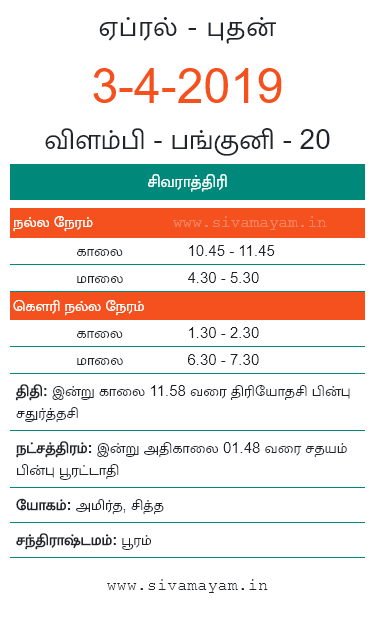 ஏப்ரல் - புதன்
3-4-2019
விளம்பி - பங்குனி - 20
சிவராத்திரி
நல்ல நேரம் www.sivamayam.in
காலை 10.45 - 11.45
மாலை 4.30 - 5.30
கௌரி நல்ல நேரம்
காலை 1.30 - 2.30
மாலை 6.30 - 7.30
திதி: இன்று காலை 11.58 வரை திரியோதசி பின்பு
சதுர்த்தசி
நட்சத்திரம்: இன்று அதிகாலை 01.48 வரை சதயம்
பின்பு பூரட்டாதி
யோகம்: அமிர்த, சித்த
சந்திராஷ்டமம்: பூரம்
www.sivamayam.in